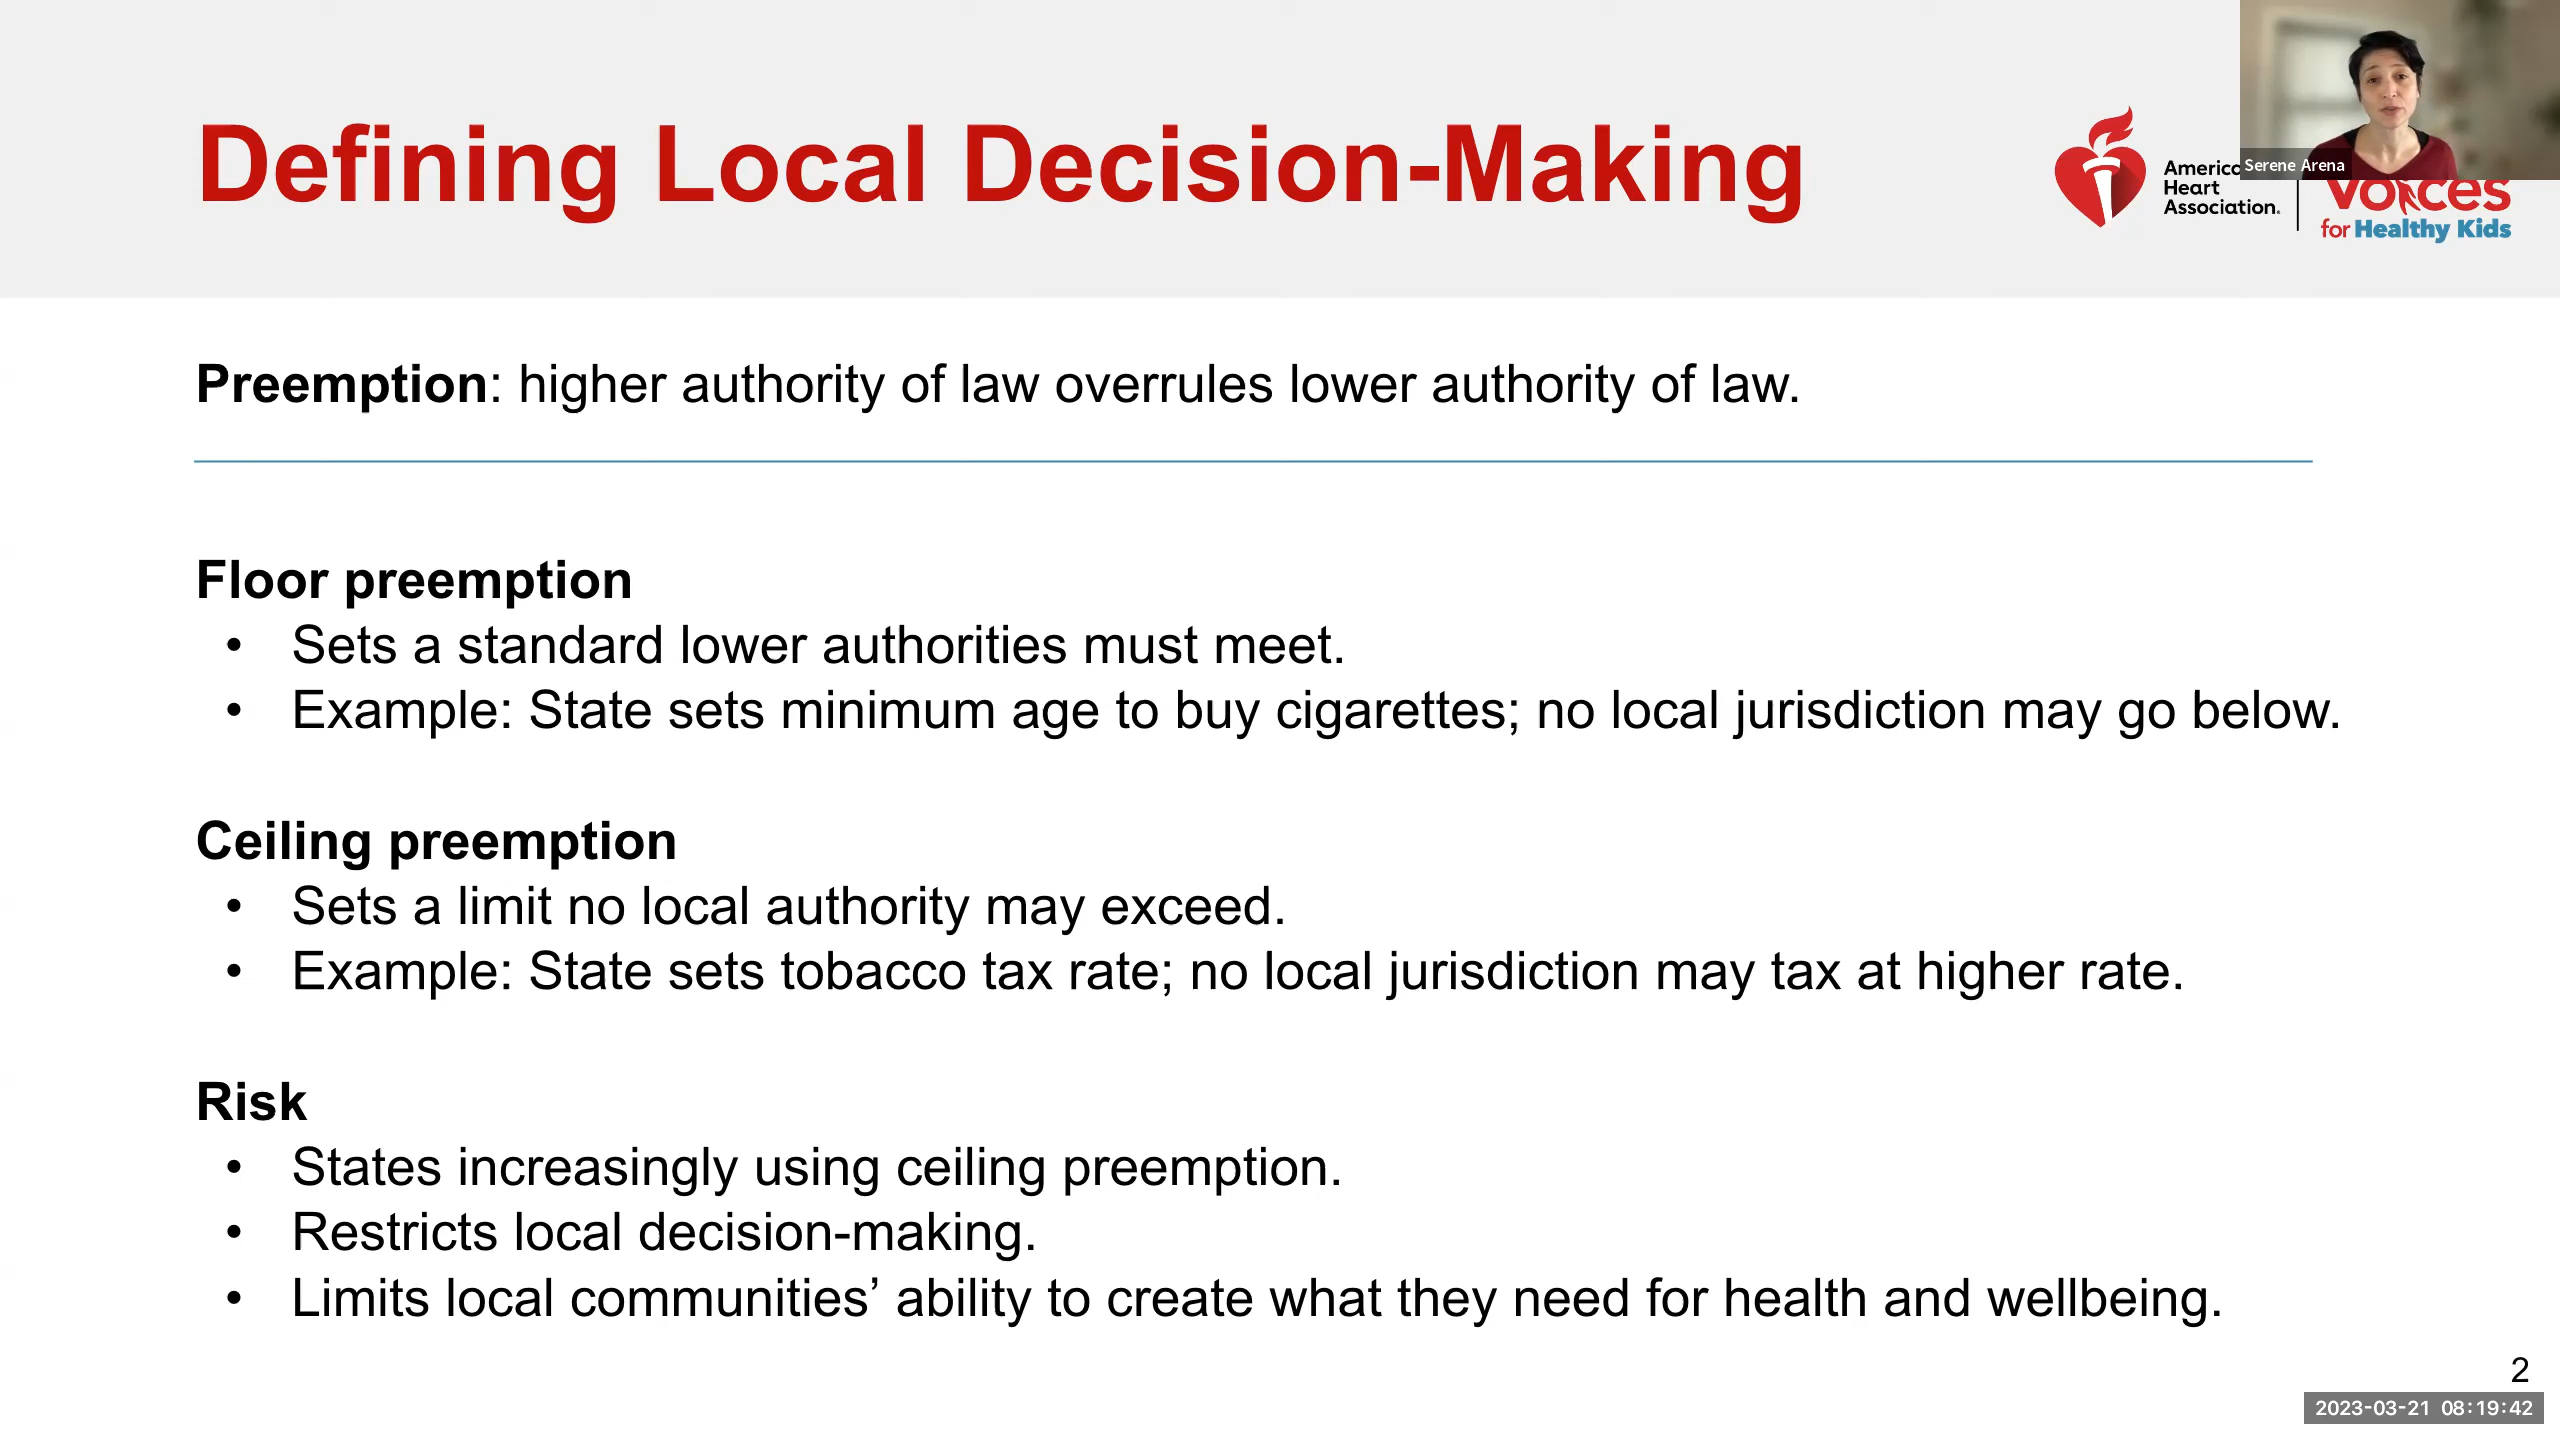 Defining Local Decision-Making
American
Heart
Association.
Serene Arena
Voices
for Healthy Kids
Preemption: higher authority of law overrules lower authority of law.
Floor preemption
• Sets a standard lower authorities must meet.
• Example: State sets minimum age to buy cigarettes; no local jurisdiction may go below.
Ceiling preemption
• Sets a limit no local authority may exceed.
• Example: State sets tobacco tax rate; no local jurisdiction may tax at higher rate.
Risk
• States increasingly using ceiling preemption.
• Restricts local decision-making.
• Limits local communities’ ability to create what they need for health and wellbeing.
2
2023-03-21 08:19:42